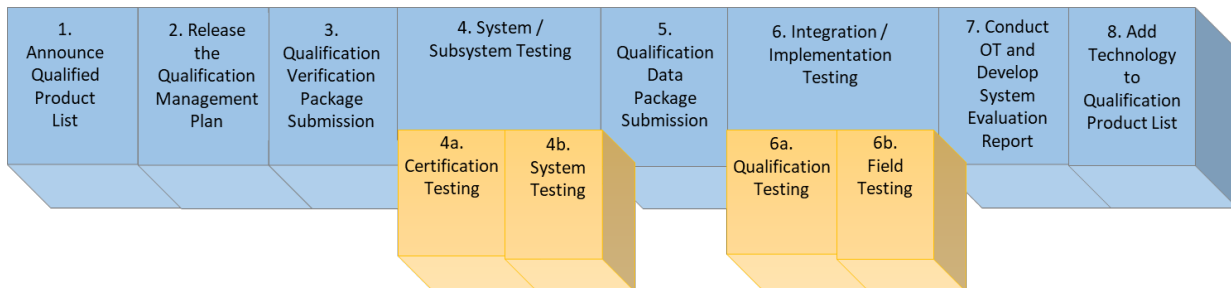 1.
Announce
Qualified
Product
List
2. Release
the
Qualification
Management
Plan
3.
Qualification
Verification
Package
Submission
4. System /
Subsystem Testing
4a.
Certification
Testing
4b.
System
Testing
5.
Qualification
Data
Package
Submission
6. Integration /
Implementation
Testing
6a.
Qualification
Testing
6b.
Field
Testing
7. Conduct
OT and
Develop
System
Evaluation
Report
8. Add
Technology
to
Qualification
Product List